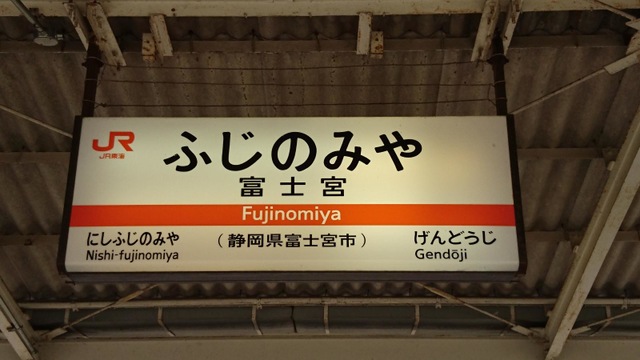 JR
JR東海
ふじのみや
富士宮
Fujinomiya
にしふじのみや
Nishi-fujinomiya
（静岡県富士宮市）
げんどうじ
Gendōji